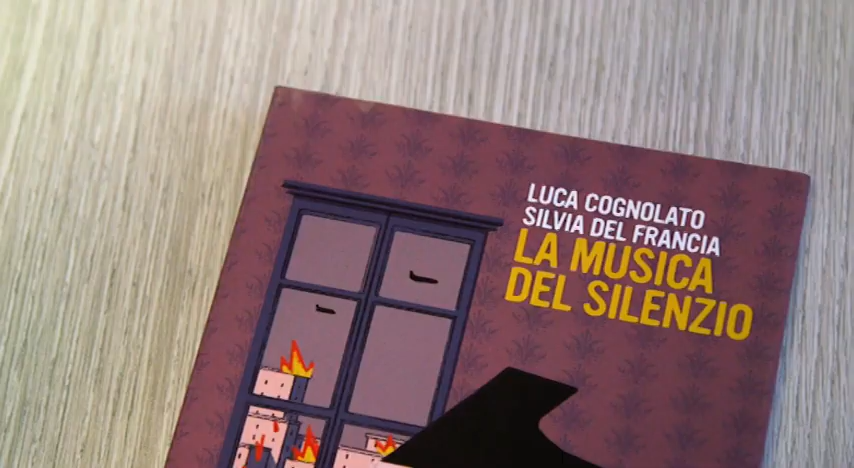 LUCA COGNOLATO
SILVIA DEL FRANCIA
LA MUSICA
DEL SILENZIO